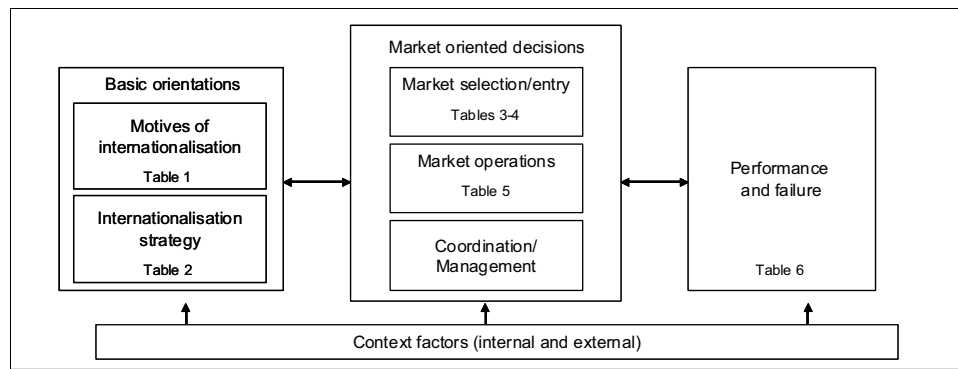 Basic orientations
Motives of
internationalisation
Table 1
Internationalisation
strategy
Table 2
Market oriented decisions
Market selection/entry
Tables 3-4
Market operations
Table 5
Coordination/
Management
Performance
and failure
Table 6
Context factors (internal and external)